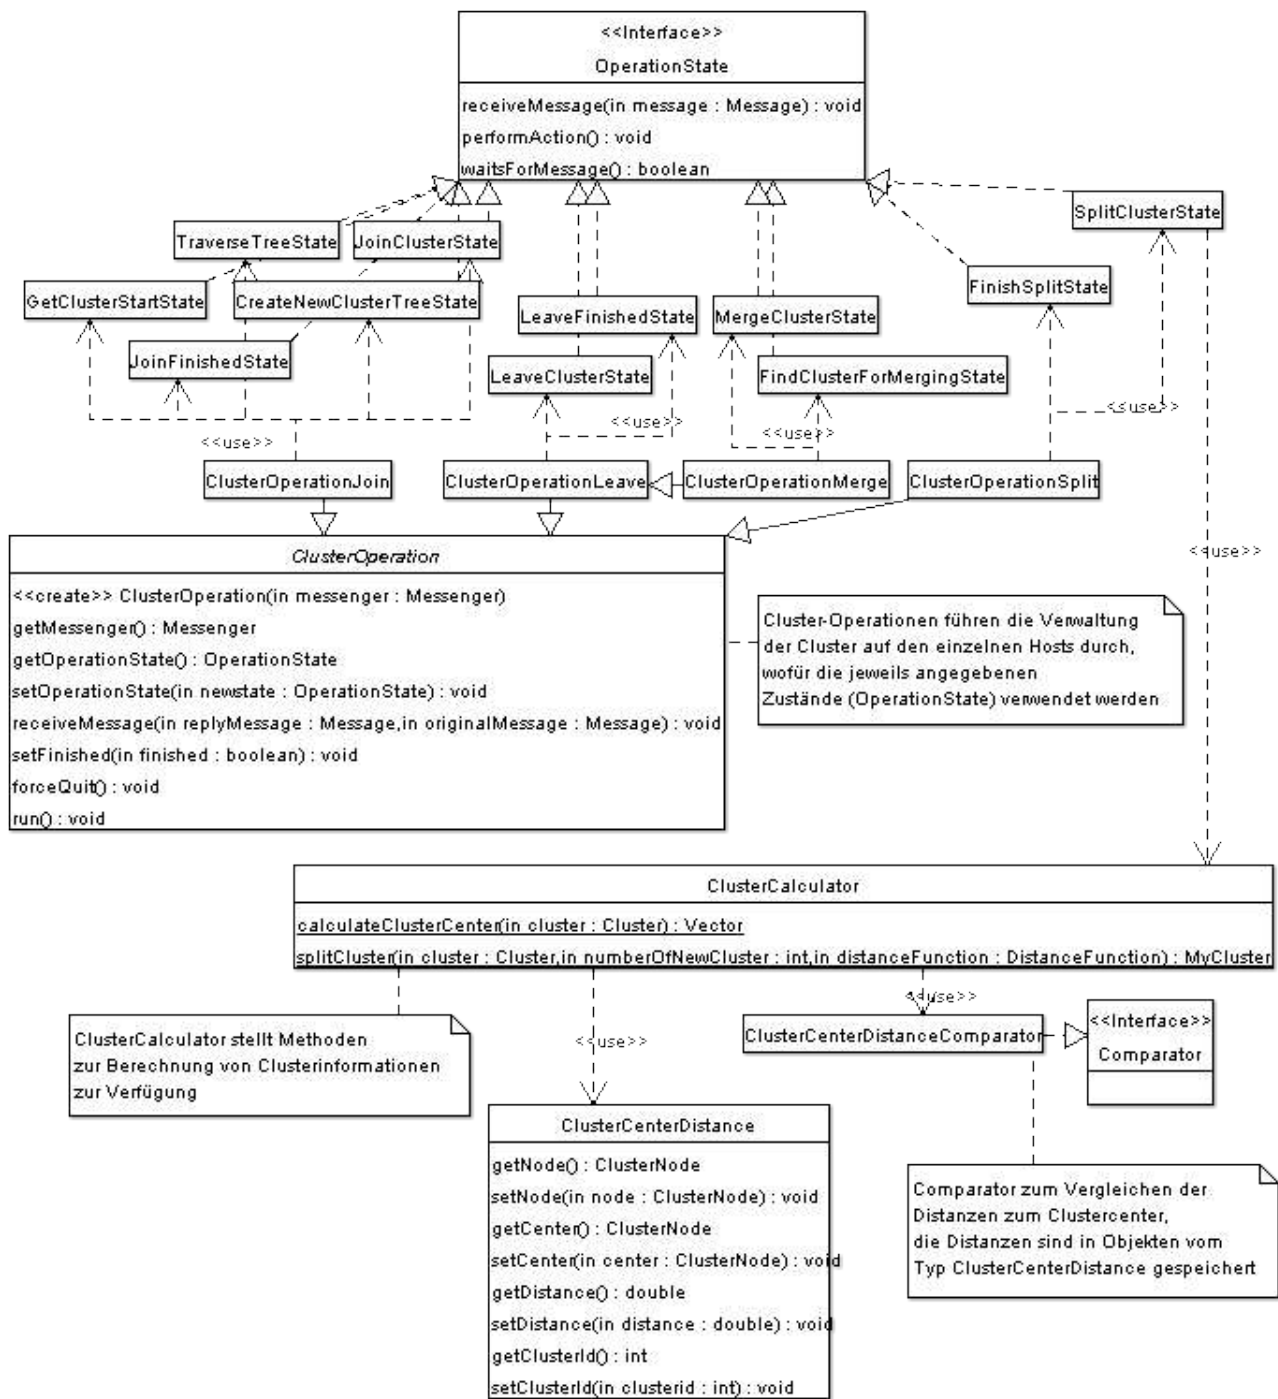 <<Interface>>
OperationState
receiveMessage(in message : Message) : void
performAction() : void
waitsForMessage() : boolean
SplitClusterState
TraverseTreeState
JoinClusterState
FinishSplitState
GetClusterStartState
CreateNewClusterTreeState
LeaveFinishedState
MergeClusterState
JoinFinishedState
LeaveClusterState
FindClusterForMergingState
<<use>>
<<use>>
<<use>>
<<use>>
ClusterOperationJoin
ClusterOperationLeave
ClusterOperationMerge
ClusterOperationSplit
<<use>>
ClusterOperation
<<create>> ClusterOperation(in messenger : Messenger)
getMessenger() : Messenger
getOperationState() : OperationState
setOperationState(in newstate : OperationState) : void
receiveMessage(in replyMessage : Message,in originalMessage : Message) : void
setFinished(in finished : boolean) : void
forceQuit() : void
run() : void
Cluster-Operationen führen die Verwaltung
der Cluster auf den einzelnen Hosts durch,
wofür die jeweils angegebenen
Zustände (OperationState) verwendet werden
ClusterCalculator
calculateClusterCenter(in cluster : Cluster) : Vector
splitCluster(in cluster : Cluster,in numberOfNewCluster : int,in distanceFunction : DistanceFunction) : MyCluster
<<use>>
ClusterCalculator stellt Methoden
zur Berechnung von Clusterinformationen
zur Verfügung
<<use>>
ClusterCenterDistanceComparator
<<Interface>>
Comparator
ClusterCenterDistance
getNode() : ClusterNode
setNode(in node : ClusterNode) : void
getCenter() : ClusterNode
setCenter(in center : ClusterNode) : void
getDistance() : double
setDistance(in distance : double) : void
getClusterId() : int
setClusterId(in clusterid : int) : void
Comparator zum Vergleichen der
Distanzen zum Clustercenter,
die Distanzen sind in Objekten vom
Typ ClusterCenterDistance gespeichert